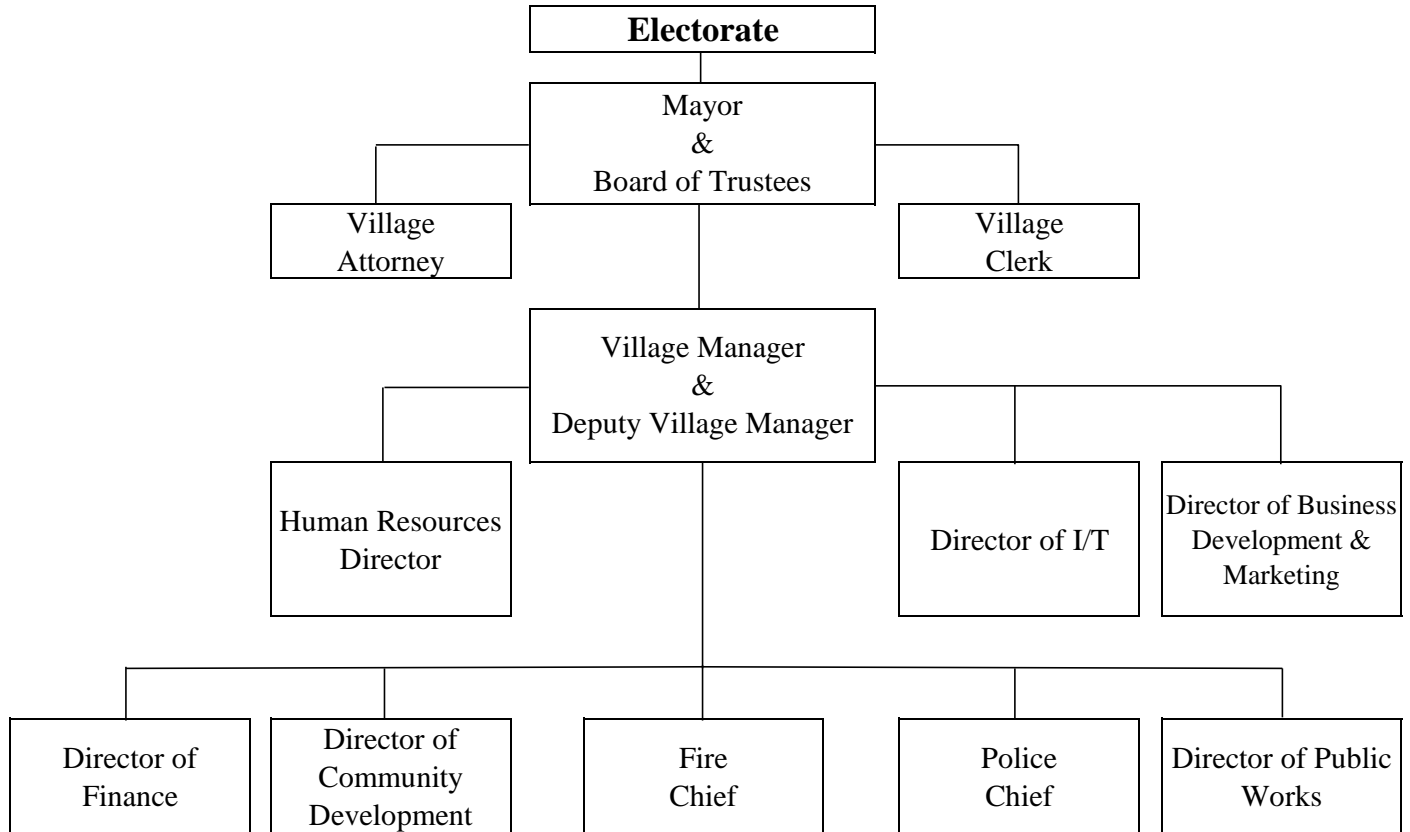 Electorate
Mayor
&
Board of Trustees
Village
Attorney
Village
Clerk
Village Manager
&
Deputy Village Manager
Human Resources
Director
Director of I/T
Director of Business
Development &
Marketing
Director of
Finance
Director of
Community
Development
Fire
Chief
Police
Chief
Director of Public
Works